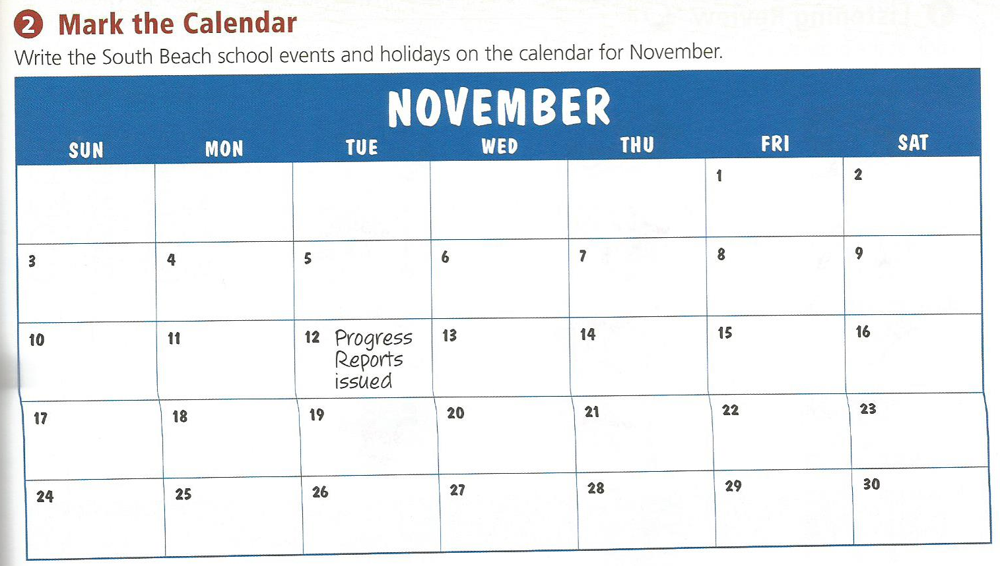 2 Mark the Calendar
Write the South Beach school events and holidays on the calendar for November.
NOVEMBER
SUN MON TUE WED THU FRI SAT
1 2
3 4 5 6 7 8 9
10 11 12 Progress 13 14 15 16
Reports
issued
17 18 19 20 21 22 23
24 25 26 27 28 29 30